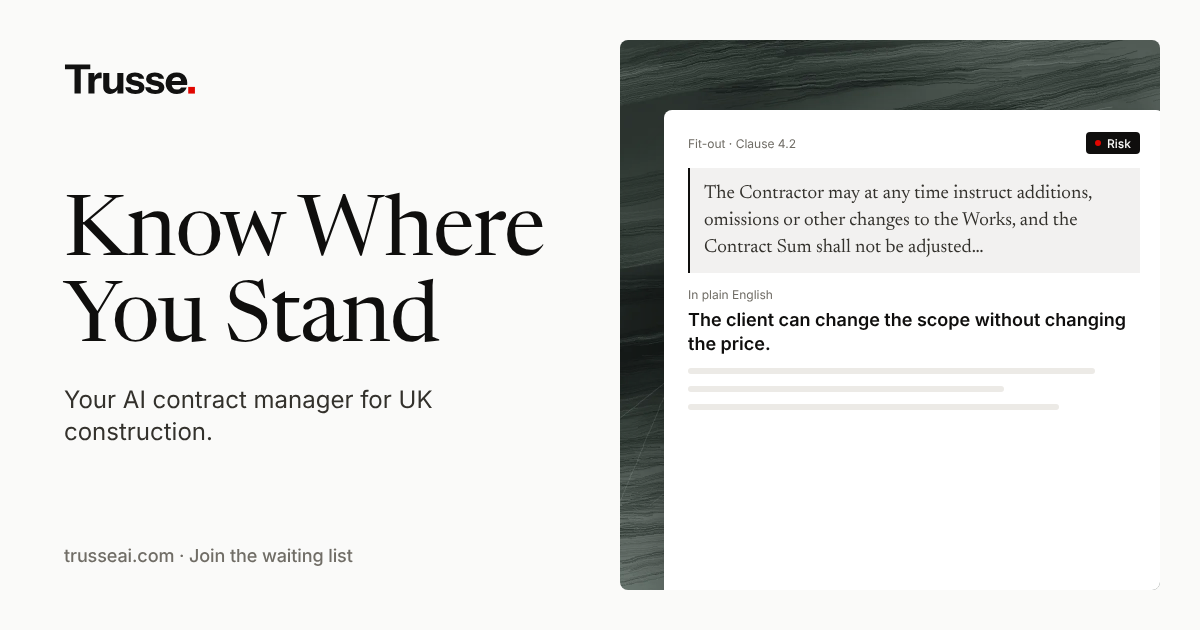 Trusse.
Know Where
You Stand
Your AI contract manager for UK
construction.
trusseai.com · Join the waiting list
Fit-out · Clause 4.2
Risk
The Contractor may at any time instruct additions,
omissions or other changes to the Works, and the
Contract Sum shall not be adjusted...
In plain English
The client can change the scope without changing
the price.